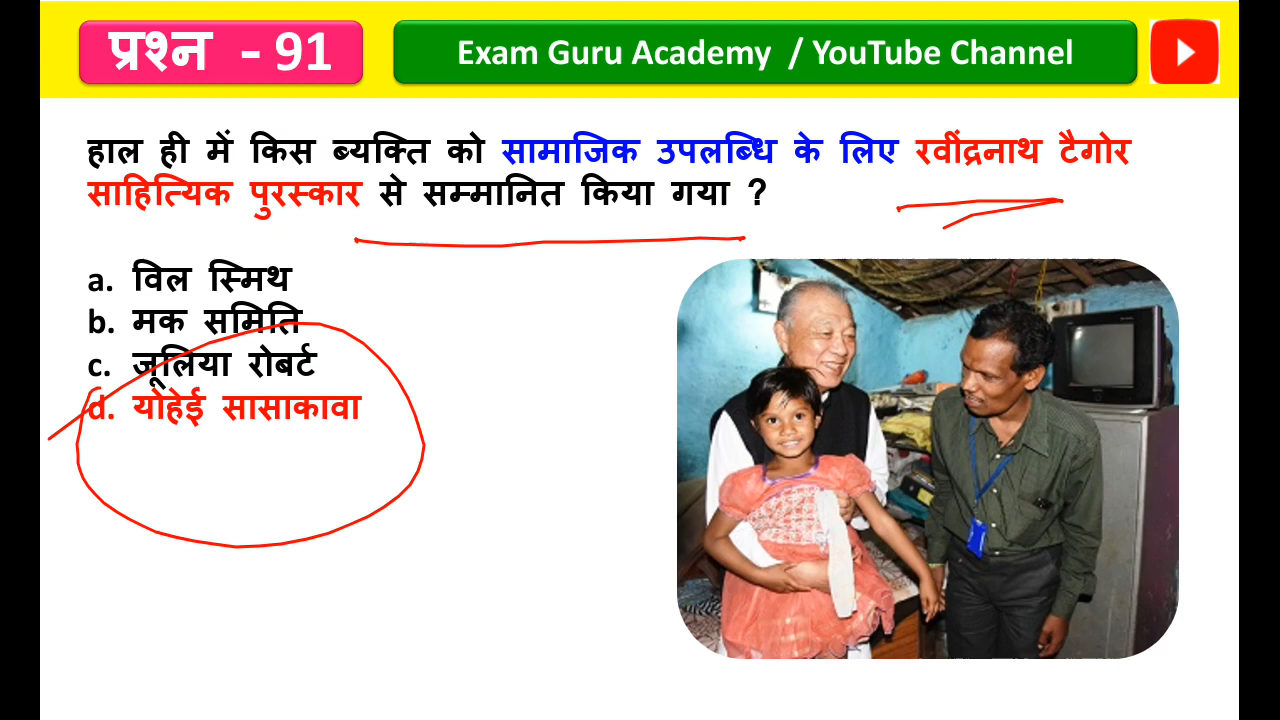 प्रश्न - 91
Exam Guru Academy / YouTube Channel
हाल ही में किस ब्यक्ति को सामाजिक उपलब्धि के लिए रवींद्रनाथ टैगोर
साहित्यिक पुरस्कार से सम्मानित किया गया ?
a. विल स्मिथ
b. मक समिति
c. जूलिया रोबर्ट
d. योहेई सासाकावा